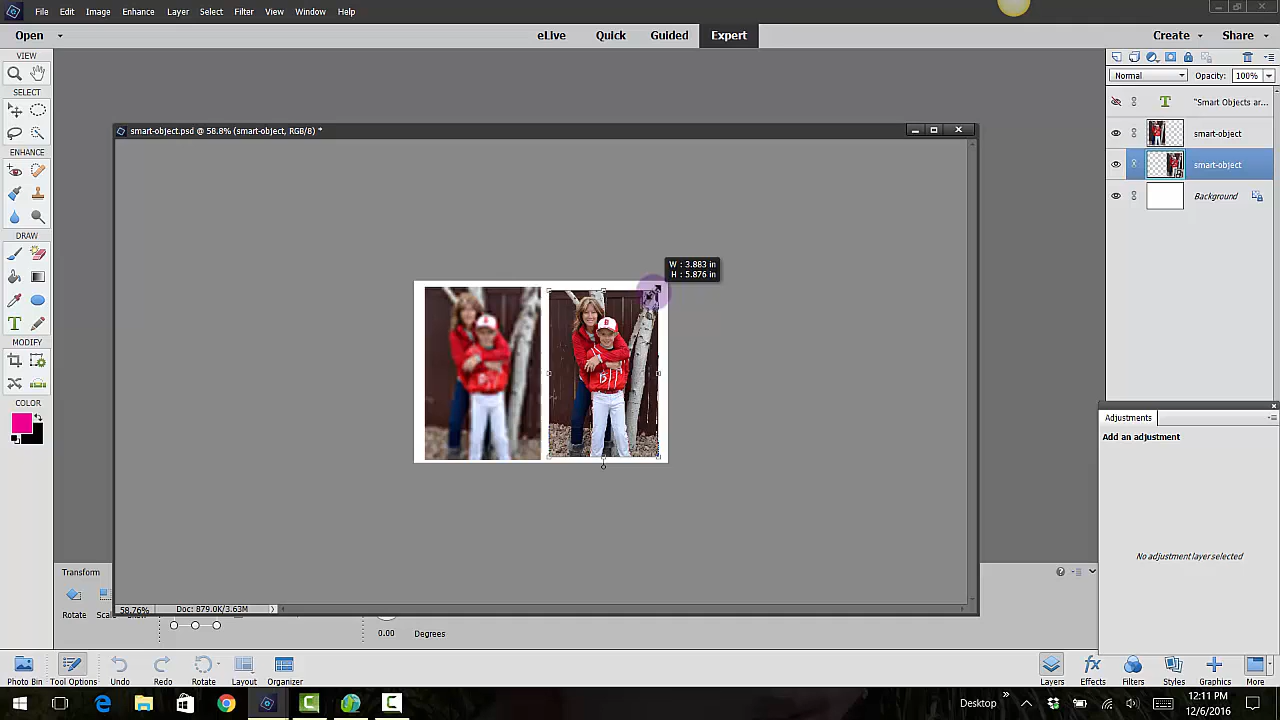 File Edit Image Enhance Layer Select Filter View Window Help
Open eLive Quick Guided Expert Create Share
VIEW
SELECT
ENHANCE
DRAW
MODIFY
COLOR
smart-object.psd @ 58.8% (smart-object, RGB/8) *
W : 3.883 in
H : 5.876 in
58.76% Doc: 879.0K/3.63M
Normal Opacity: 100%
"Smart Objects ar...
smart-object
smart-object
Background
Adjustments
Add an adjustment
No adjustment layer selected
Transform
Rotate Scal
0.00 Degrees
Photo Bin Tool Options Undo Redo Rotate Layout Organizer Layers Effects Filters Styles Graphics More
Desktop
12:11 PM
12/6/2016